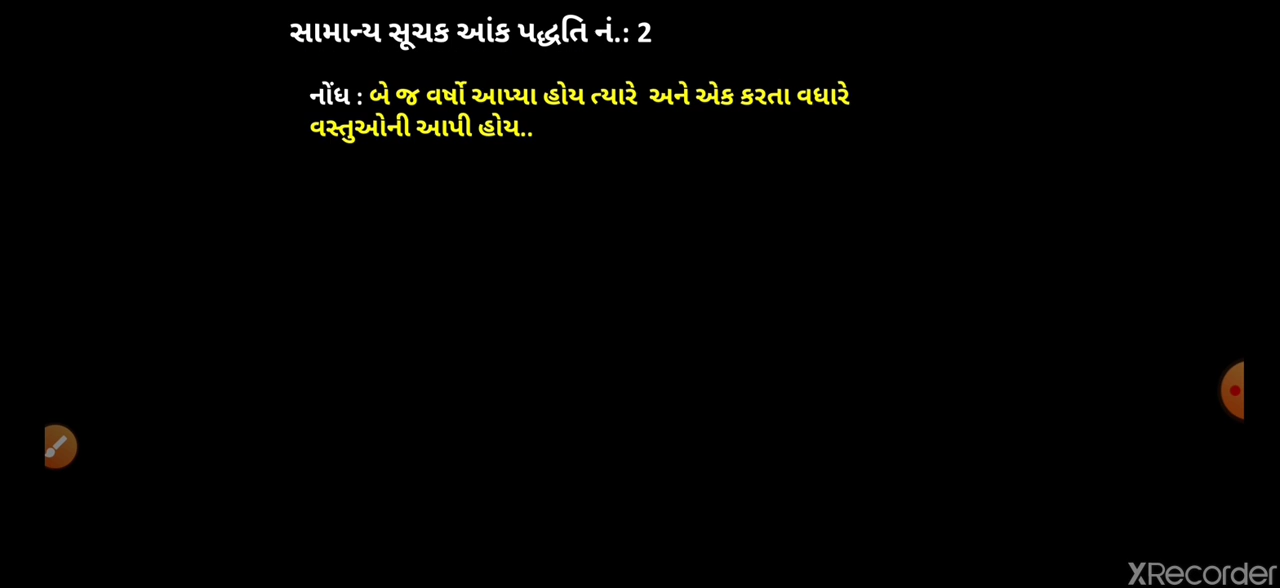 સામાન્ય સૂચક આંક પદ્ધતિ નં.: 2
નોંધ : બે જ વર્ષો આપ્યા હોય ત્યારે અને એક કરતા વધારે
વસ્તુઓની આપી હોય..
XRecorder